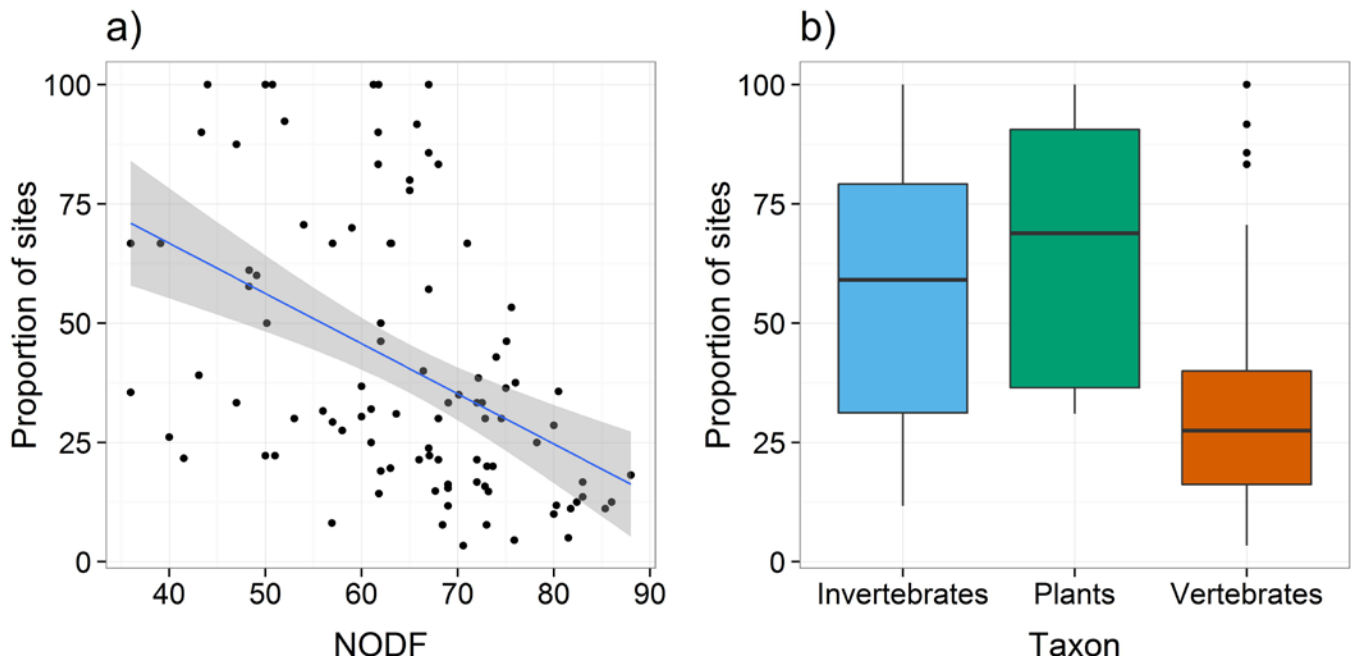 a)
Proportion of sites
100
75
50
25
0
40 50 60 70 80 90
NODF
b)
Proportion of sites
100
75
50
25
0
Invertebrates Plants Vertebrates
Taxon